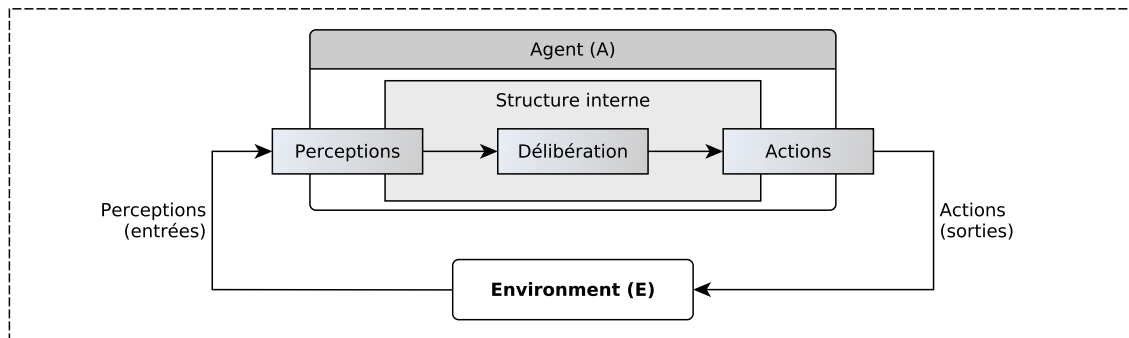 Agent (A)
Structure interne
Perceptions
Délibération
Actions
Perceptions
(entrées)
Actions
(sorties)
Environment (E)